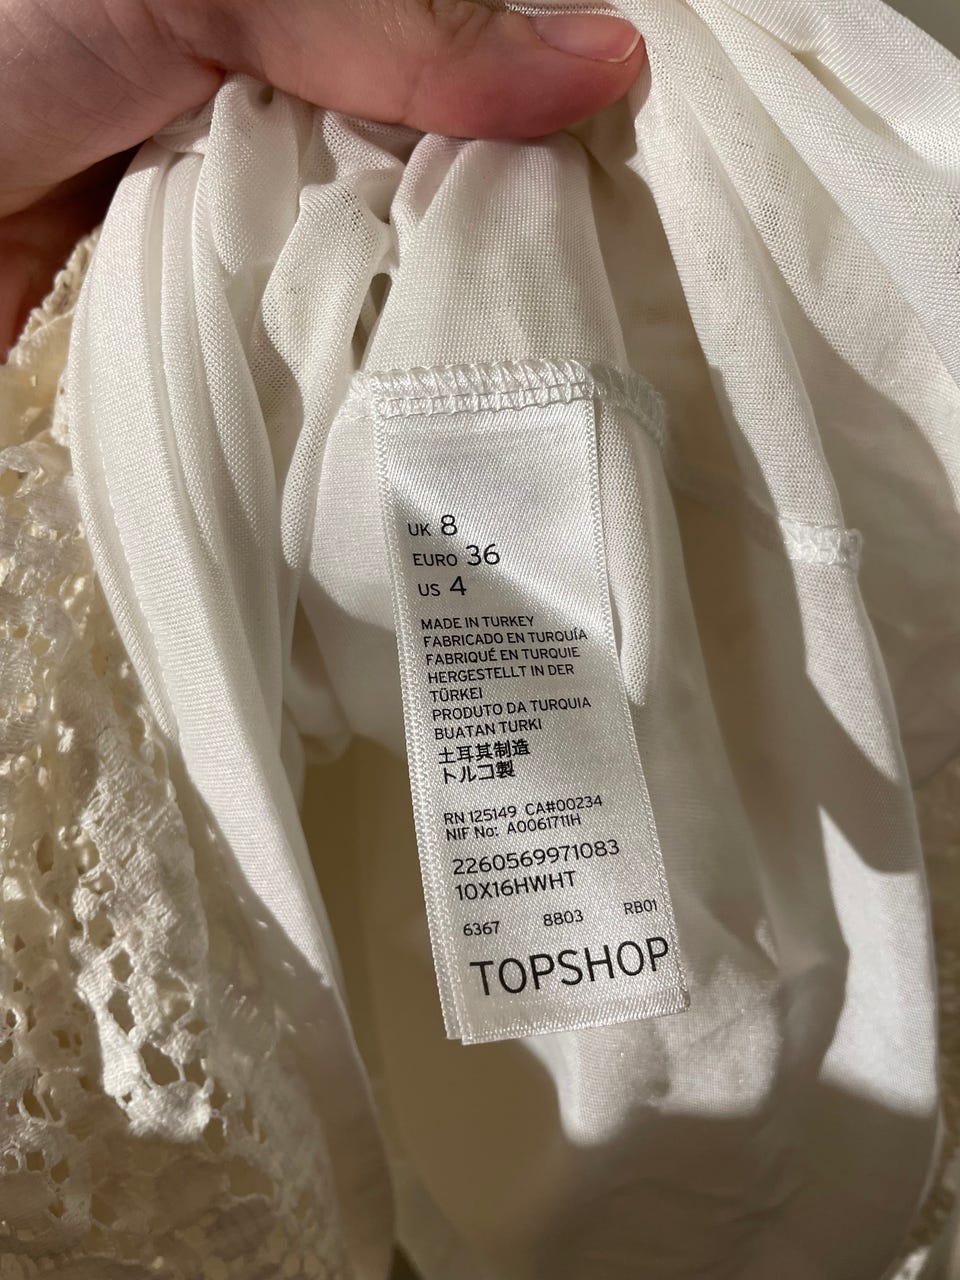 UK 8
EURO 36
US 4
MADE IN TURKEY
FABRICADO EN TURQUÍA
FABRIQUÉ EN TURQUIE
HERGESTELLT IN DER
TÜRKEI
PRODUTO DA TURQUIA
BUATAN TURKI
土耳其制造
トルコ製
RN 125149 CA#00234
NIF No: A0061711H
2260569971083
10X16HWHT
6367 8803 RB01
TOPSHOP